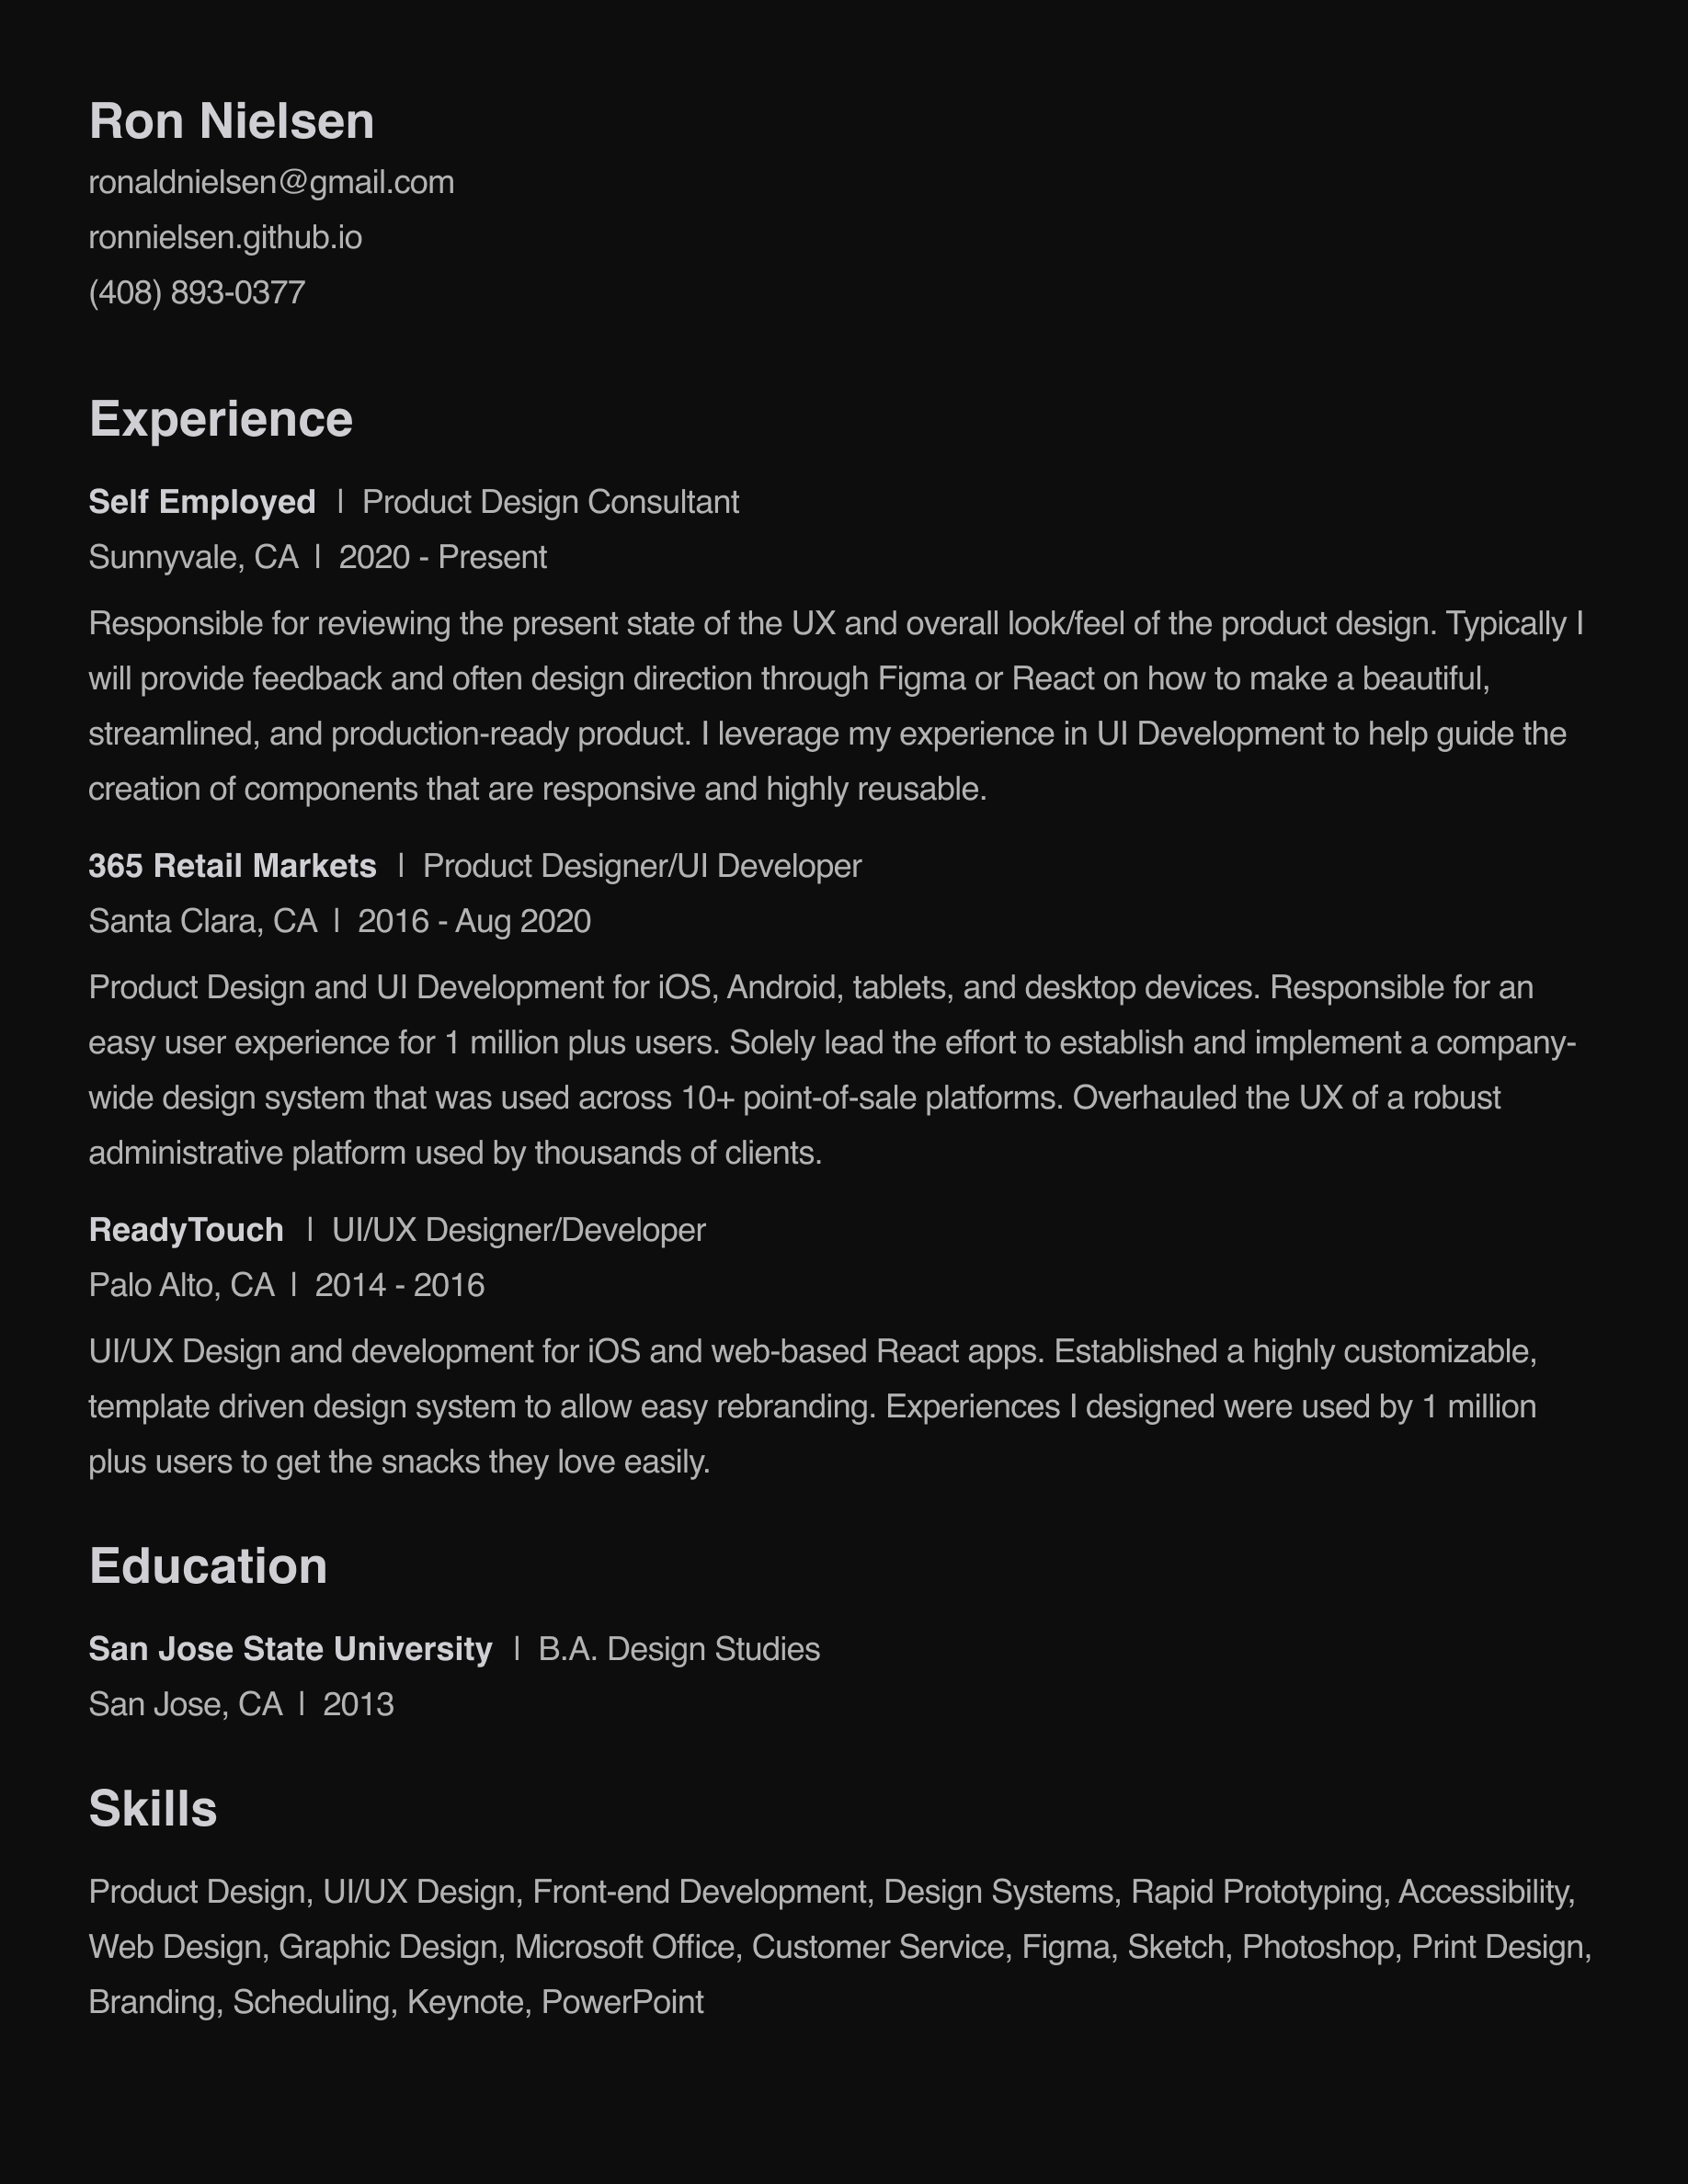 Ron Nielsen
ronaldnielsen@gmail.com
ronnielsen.github.io
(408) 893-0377
Experience
Self Employed | Product Design Consultant
Sunnyvale, CA | 2020 - Present
Responsible for reviewing the present state of the UX and overall look/feel of the product design. Typically I
will provide feedback and often design direction through Figma or React on how to make a beautiful,
streamlined, and production-ready product. I leverage my experience in UI Development to help guide the
creation of components that are responsive and highly reusable.
365 Retail Markets | Product Designer/UI Developer
Santa Clara, CA | 2016 - Aug 2020
Product Design and UI Development for iOS, Android, tablets, and desktop devices. Responsible for an
easy user experience for 1 million plus users. Solely lead the effort to establish and implement a company-
wide design system that was used across 10+ point-of-sale platforms. Overhauled the UX of a robust
administrative platform used by thousands of clients.
ReadyTouch | UI/UX Designer/Developer
Palo Alto, CA | 2014 - 2016
UI/UX Design and development for iOS and web-based React apps. Established a highly customizable,
template driven design system to allow easy rebranding. Experiences I designed were used by 1 million
plus users to get the snacks they love easily.
Education
San Jose State University | B.A. Design Studies
San Jose, CA | 2013
Skills
Product Design, UI/UX Design, Front-end Development, Design Systems, Rapid Prototyping, Accessibility,
Web Design, Graphic Design, Microsoft Office, Customer Service, Figma, Sketch, Photoshop, Print Design,
Branding, Scheduling, Keynote, PowerPoint